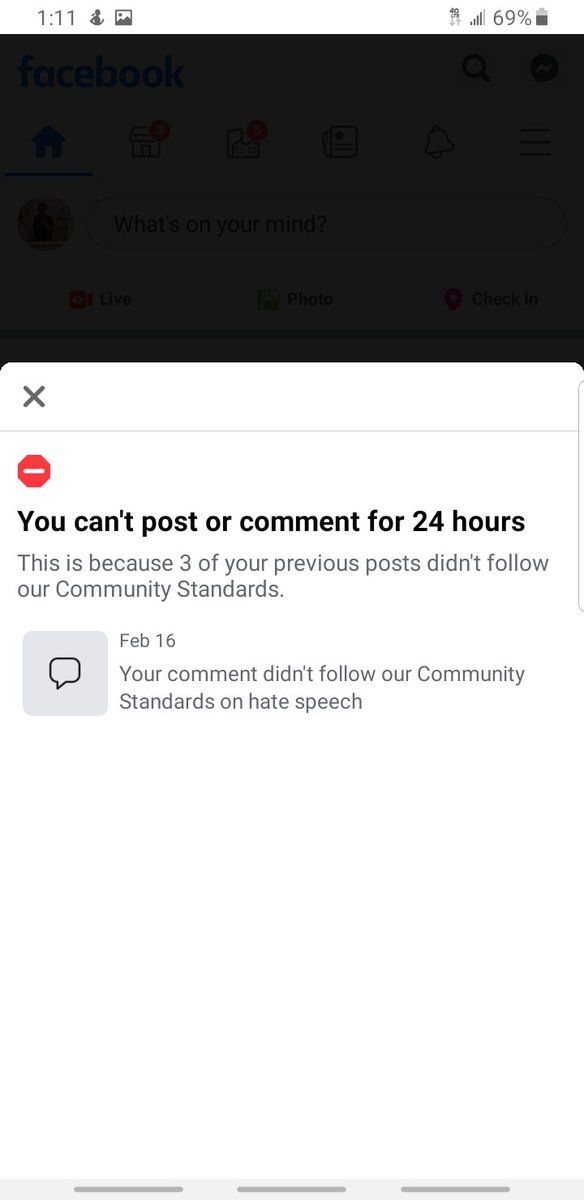 1:11
4G
69%
facebook
3
6
What's on your mind?
Live
Photo
Check In
You can't post or comment for 24 hours
This is because 3 of your previous posts didn't follow
our Community Standards.
Feb 16
Your comment didn't follow our Community
Standards on hate speech